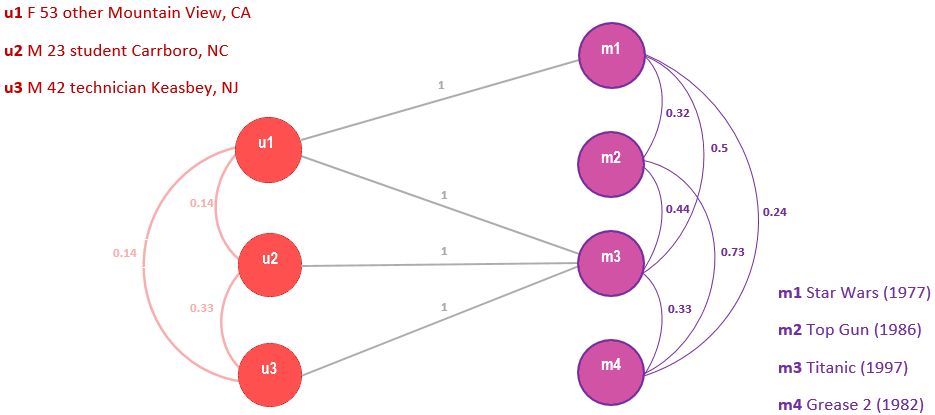 u1 F 53 other Mountain View, CA
u2 M 23 student Carrboro, NC
u3 M 42 technician Keasbey, NJ
m1
1
0.32
u1
0.5
m2
1
0.14
0.44
0.24
0.14
u2
1
m3
0.73
0.33
1
0.33
u3
m4
m1 Star Wars (1977)
m2 Top Gun (1986)
m3 Titanic (1997)
m4 Grease 2 (1982)